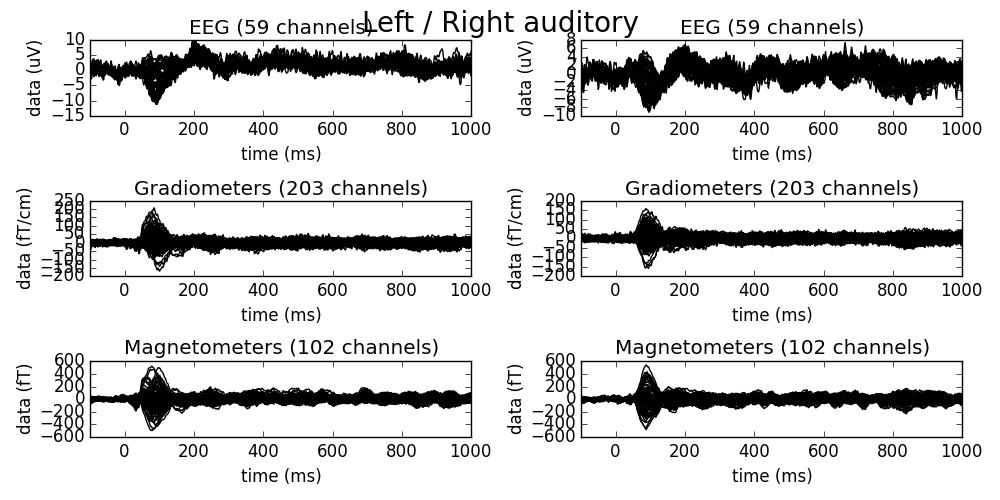 Left / Right auditory
EEG (59 channels)
10
5
0
−5
−10
−15
data (uV)
0 200 400 600 800 1000
time (ms)
EEG (59 channels)
8
6
4
2
0
−2
−4
−6
−8
−10
data (uV)
0 200 400 600 800 1000
time (ms)
Gradiometers (203 channels)
250
200
150
100
50
0
−50
−100
−150
−200
data (fT/cm)
0 200 400 600 800 1000
time (ms)
Gradiometers (203 channels)
200
150
100
50
0
−50
−100
−150
−200
data (fT/cm)
0 200 400 600 800 1000
time (ms)
Magnetometers (102 channels)
600
400
200
0
−200
−400
−600
data (fT)
0 200 400 600 800 1000
time (ms)
Magnetometers (102 channels)
600
400
200
0
−200
−400
−600
data (fT)
0 200 400 600 800 1000
time (ms)